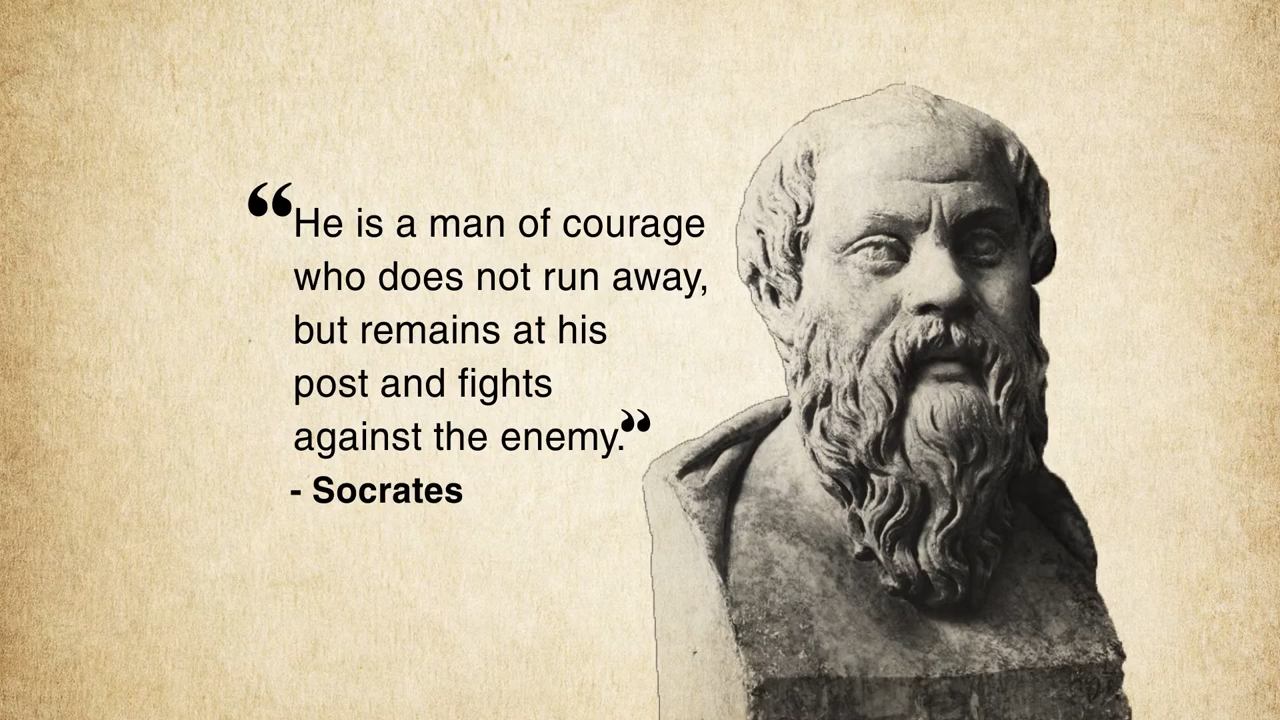 “He is a man of courage
who does not run away,
but remains at his
post and fights
against the enemy.”
- Socrates